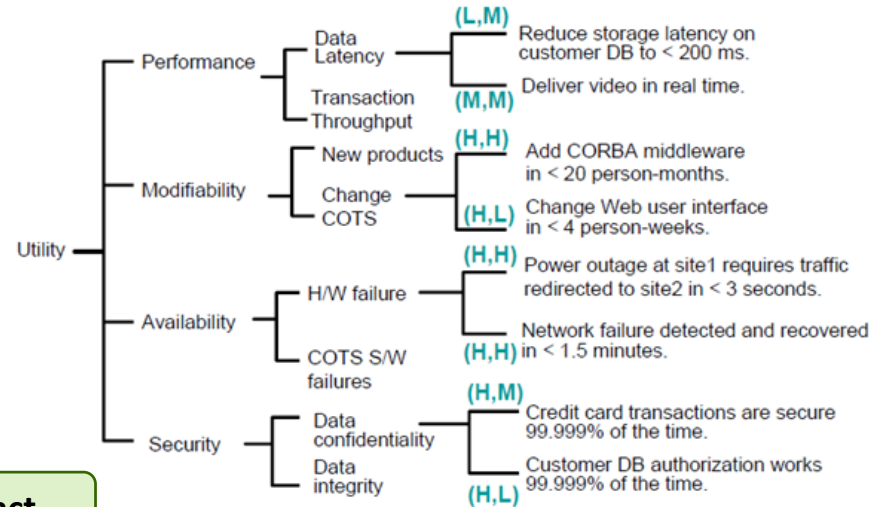 Utility
Performance
Data
Latency
(L,M)
Reduce storage latency on
customer DB to < 200 ms.
(M,M)
Deliver video in real time.
Transaction
Throughput
Modifiability
New products
Change
COTS
(H,H)
Add CORBA middleware
in < 20 person-months.
(H,L)
Change Web user interface
in < 4 person-weeks.
Availability
H/W failure
(H,H)
Power outage at site1 requires traffic
redirected to site2 in < 3 seconds.
(H,H)
Network failure detected and recovered
in < 1.5 minutes.
COTS S/W
failures
Security
Data
confidentiality
(H,M)
Credit card transactions are secure
99.999% of the time.
(H,L)
Customer DB authorization works
99.999% of the time.
Data
integrity